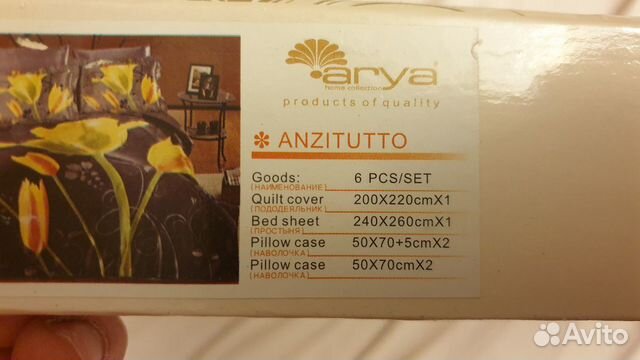 arya®
home collection
products of quality
✻ ANZITUTTO
Goods: 6 PCS/SET
(НАИМЕНОВАНИЕ)
Quilt cover 200X220cmX1
(ПОДОДЕЯЛЬНИК)
Bed sheet 240X260cmX1
(ПРОСТЫНЯ)
Pillow case 50X70+5cmX2
(НАВОЛОЧКА)
Pillow case 50X70cmX2
(НАВОЛОЧКА)
Avito